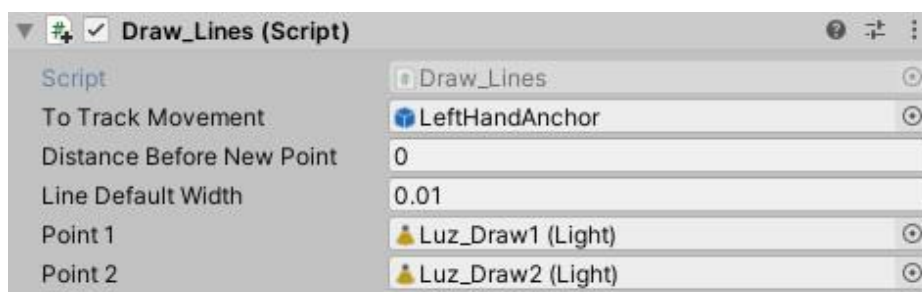 Draw_Lines (Script)
Script Draw_Lines
To Track Movement LeftHandAnchor
Distance Before New Point 0
Line Default Width 0.01
Point 1 Luz_Draw1 (Light)
Point 2 Luz_Draw2 (Light)